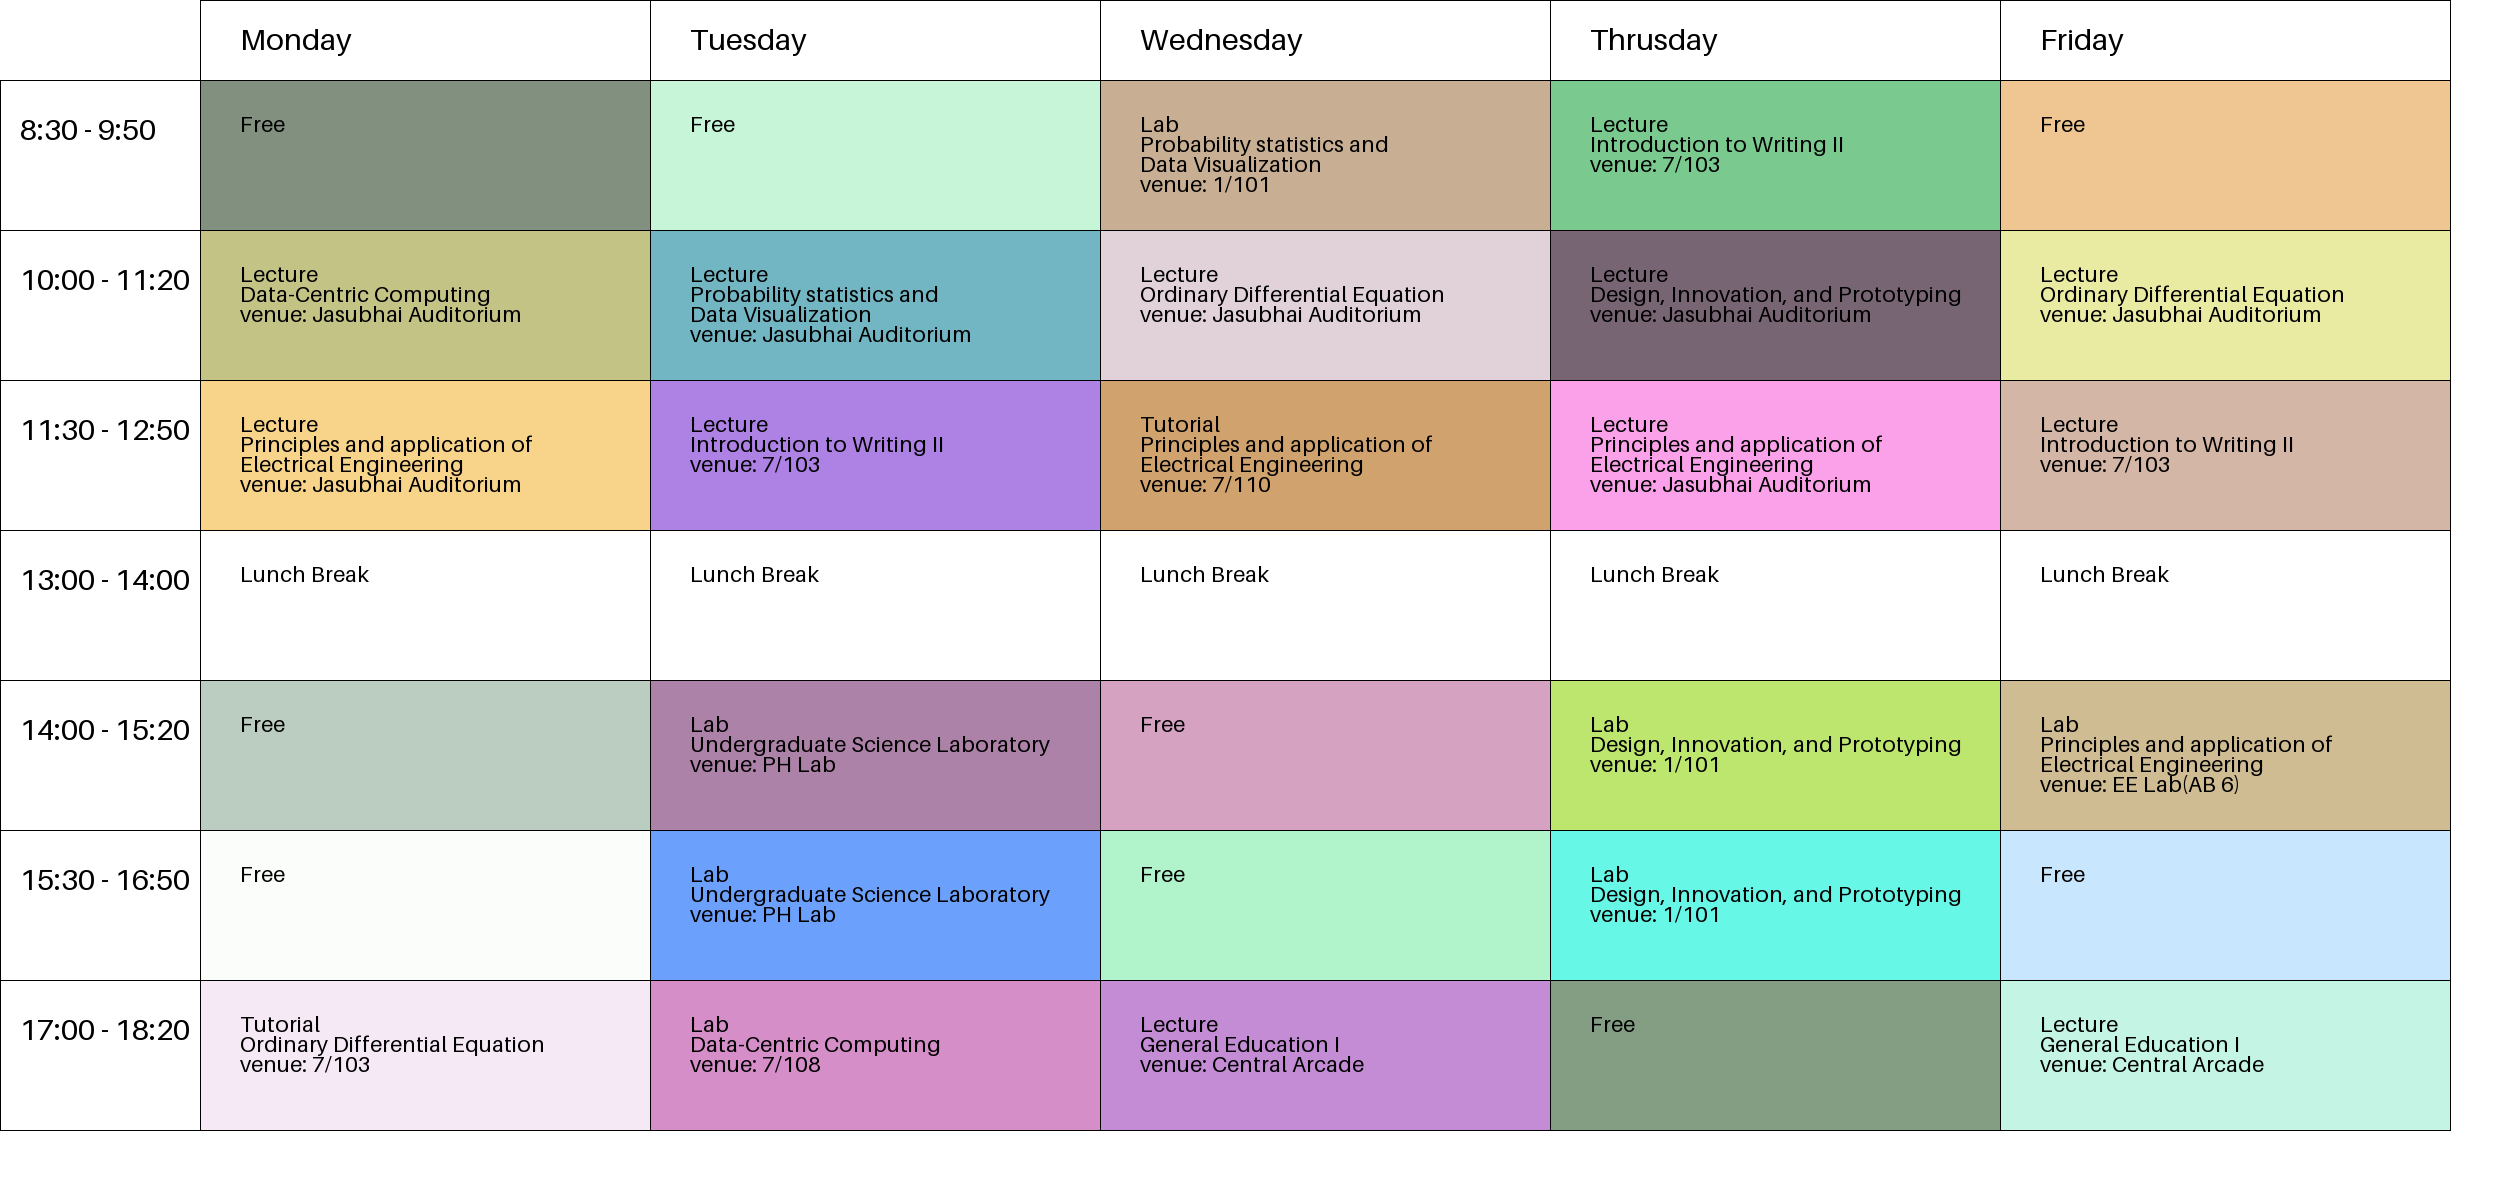 Monday
Tuesday
Wednesday
Thrusday
Friday
8:30 - 9:50
Free
Free
Lab
Probability statistics and
Data Visualization
venue: 1/101
Lecture
Introduction to Writing II
venue: 7/103
Free
10:00 - 11:20
Lecture
Data-Centric Computing
venue: Jasubhai Auditorium
Lecture
Probability statistics and
Data Visualization
venue: Jasubhai Auditorium
Lecture
Ordinary Differential Equation
venue: Jasubhai Auditorium
Lecture
Design, Innovation, and Prototyping
venue: Jasubhai Auditorium
Lecture
Ordinary Differential Equation
venue: Jasubhai Auditorium
11:30 - 12:50
Lecture
Principles and application of
Electrical Engineering
venue: Jasubhai Auditorium
Lecture
Introduction to Writing II
venue: 7/103
Tutorial
Principles and application of
Electrical Engineering
venue: 7/110
Lecture
Principles and application of
Electrical Engineering
venue: Jasubhai Auditorium
Lecture
Introduction to Writing II
venue: 7/103
13:00 - 14:00
Lunch Break
Lunch Break
Lunch Break
Lunch Break
Lunch Break
14:00 - 15:20
Free
Lab
Undergraduate Science Laboratory
venue: PH Lab
Free
Lab
Design, Innovation, and Prototyping
venue: 1/101
Lab
Principles and application of
Electrical Engineering
venue: EE Lab(AB 6)
15:30 - 16:50
Free
Lab
Undergraduate Science Laboratory
venue: PH Lab
Free
Lab
Design, Innovation, and Prototyping
venue: 1/101
Free
17:00 - 18:20
Tutorial
Ordinary Differential Equation
venue: 7/103
Lab
Data-Centric Computing
venue: 7/108
Lecture
General Education I
venue: Central Arcade
Free
Lecture
General Education I
venue: Central Arcade